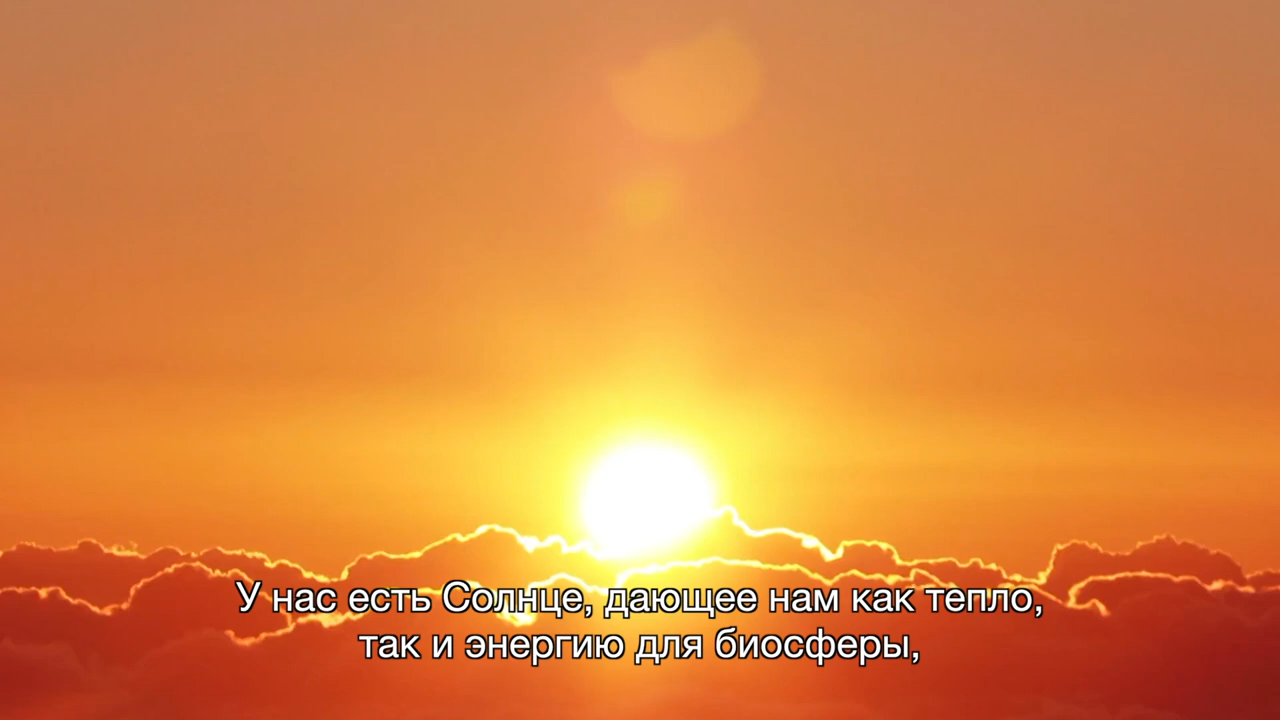 У нас есть Солнце, дающее нам как тепло,
так и энергию для биосферы,